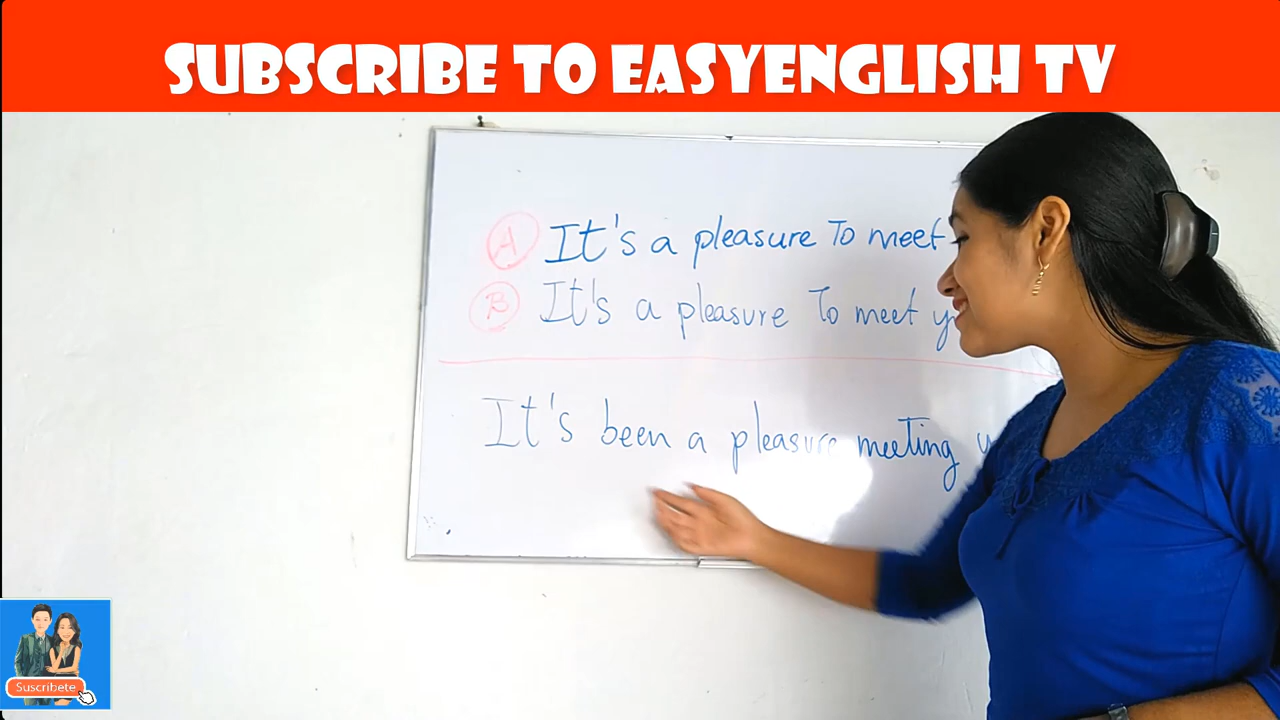 SUBSCRIBE TO EASYENGLISH TV
A It's a pleasure To meet
B It's a pleasure To meet
It's been a pleasure meeting
Suscríbete